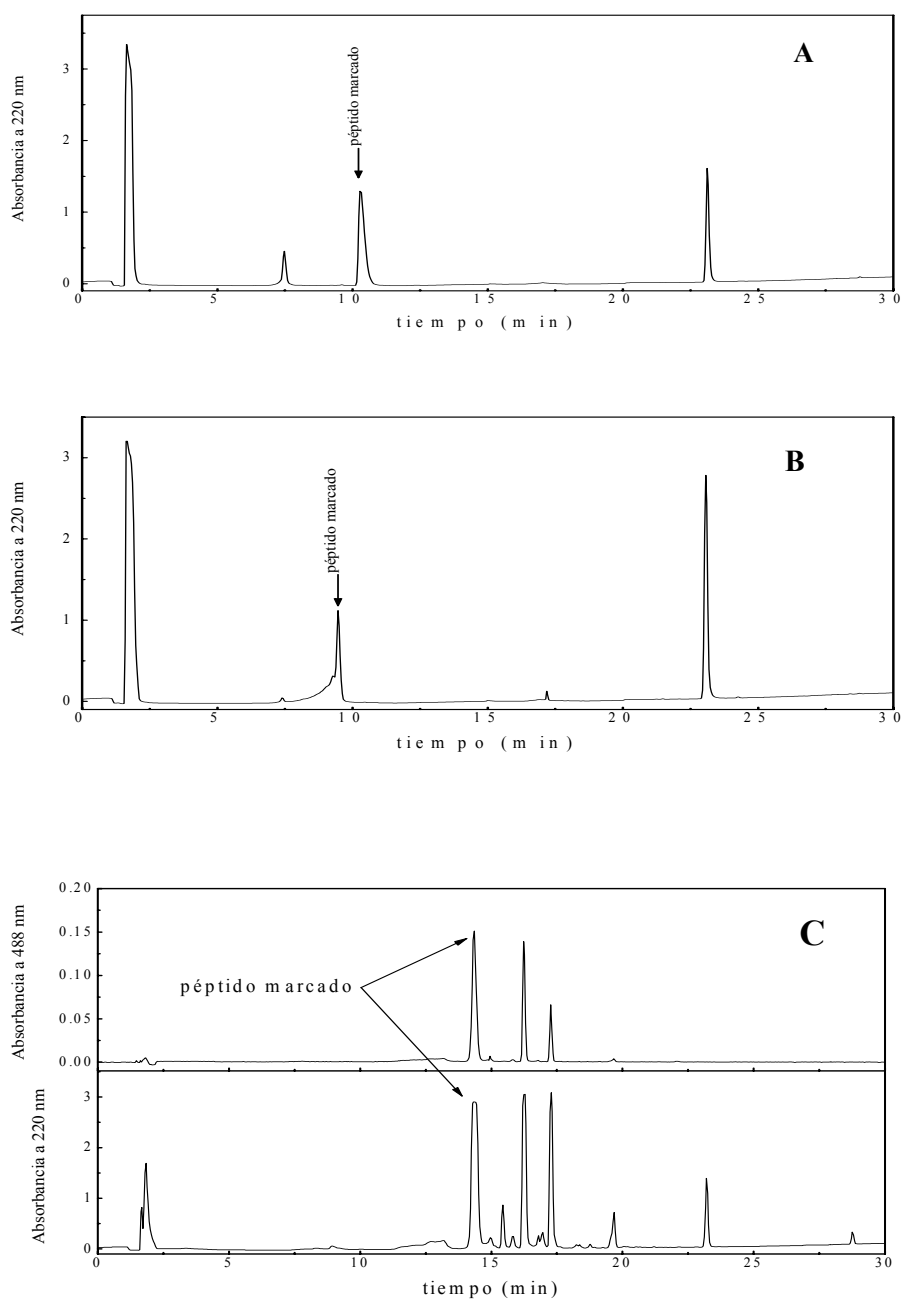 A
Absorbancia a 220 nm
péptido marcado
3
2
1
0
0 5 10 15 20 25 30
tiempo (min)
B
Absorbancia a 220 nm
péptido marcado
3
2
1
0
0 5 10 15 20 25 30
tiempo (min)
C
Absorbancia a 488 nm
0.20
0.15
0.10
0.05
0.00
péptido marcado
Absorbancia a 220 nm
3
2
1
0
0 5 10 15 20 25 30
tiempo (min)